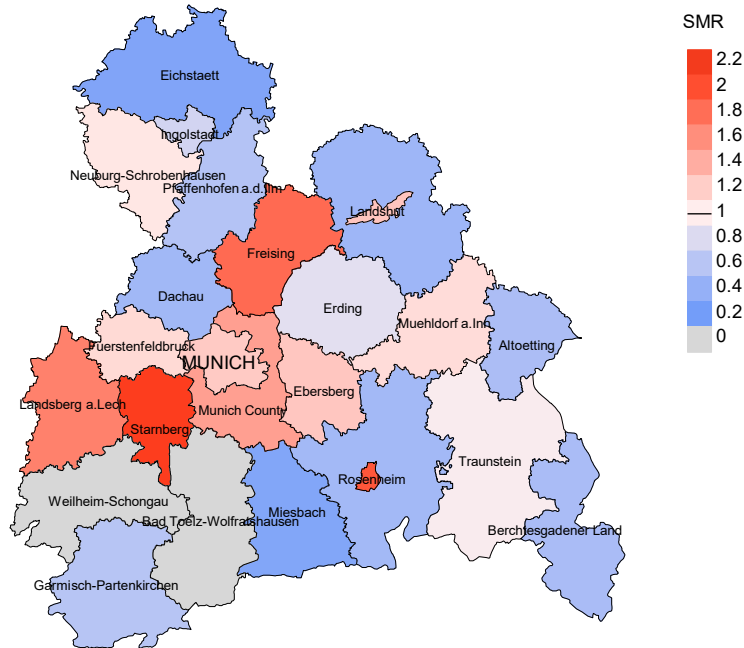 SMR
2.2
2
1.8
1.6
1.4
1.2
1
0.8
0.6
0.4
0.2
0
Eichstaett
Ingolstadt
Neuburg-Schrobenhausen
Pfaffenhofen a.d.Ilm
Landshut
Freising
Dachau
Erding
Muehldorf a.Inn
Altoetting
Fuerstenfeldbruck
MUNICH
Ebersberg
Landsberg a.Lech
Munich County
Starnberg
Traunstein
Rosenheim
Weilheim-Schongau
Miesbach
Bad Toelz-Wolfratshausen
Berchtesgadener Land
Garmisch-Partenkirchen